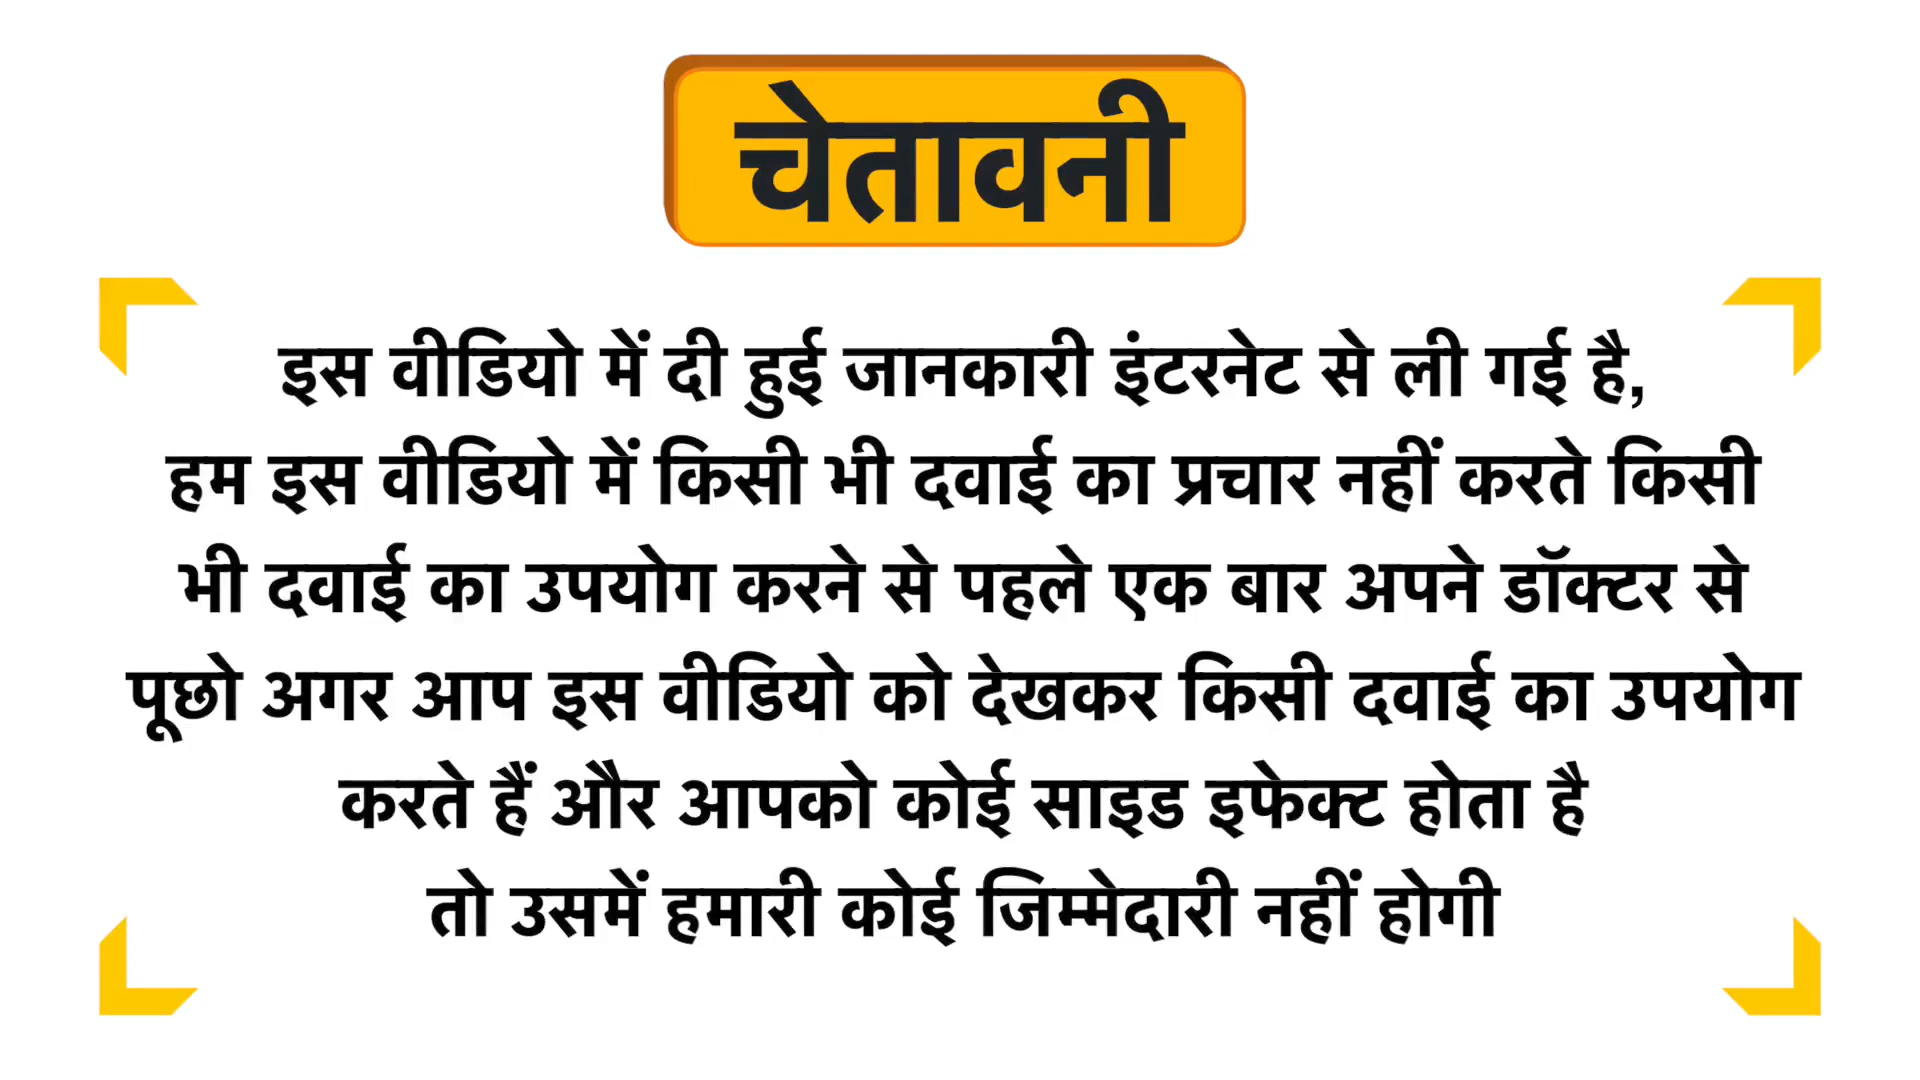 चेतावनी
इस वीडियो में दी हुई जानकारी इंटरनेट से ली गई है,
हम इस वीडियो में किसी भी दवाई का प्रचार नहीं करते किसी
भी दवाई का उपयोग करने से पहले एक बार अपने डॉक्टर से
पूछो अगर आप इस वीडियो को देखकर किसी दवाई का उपयोग
करते हैं और आपको कोई साइड इफेक्ट होता है
तो उसमें हमारी कोई जिम्मेदारी नहीं होगी